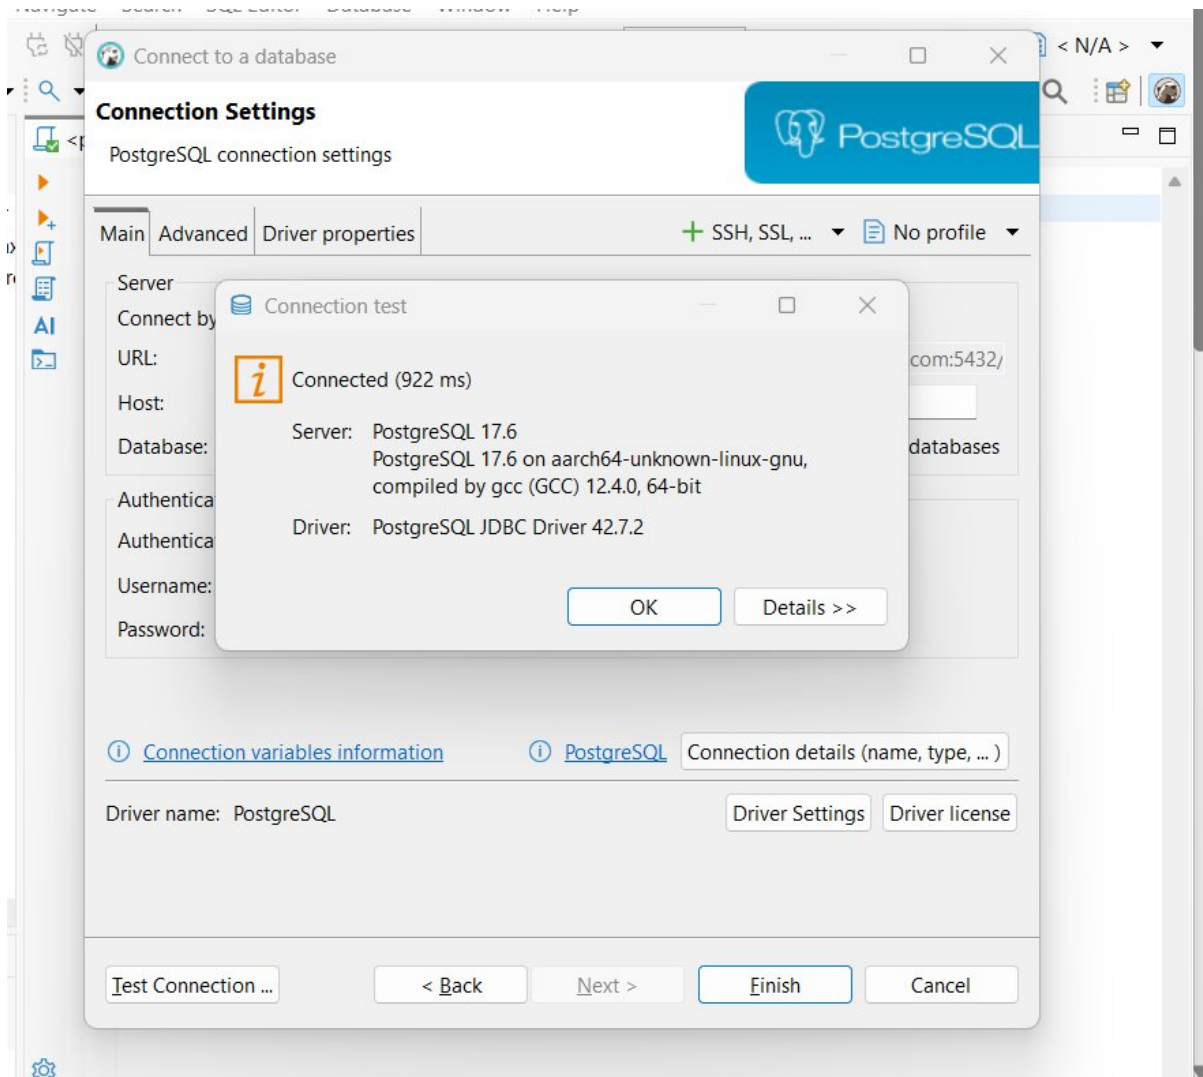 Connect to a database
< N/A >
Connection Settings
PostgreSQL connection settings
PostgreSQL
Main Advanced Driver properties
SSH, SSL, ... No profile
Server
Connect by
URL:
com:5432/
Host:
Database:
databases
Connection test
Connected (922 ms)
Server: PostgreSQL 17.6
PostgreSQL 17.6 on aarch64-unknown-linux-gnu,
compiled by gcc (GCC) 12.4.0, 64-bit
Driver: PostgreSQL JDBC Driver 42.7.2
OK Details >>
AI
Authentica
Authentica
Username:
Password:
Connection variables information PostgreSQL Connection details (name, type, ... )
Driver name: PostgreSQL Driver Settings Driver license
Test Connection ... < Back Next > Finish Cancel